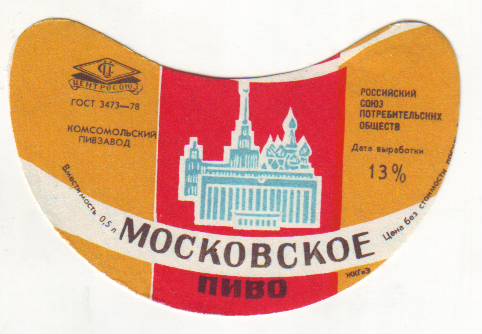 ЦЕНТРОСОЮЗ
ГОСТ 3473—78
КОМСОМОЛЬСКИЙ
ПИВЗАВОД
Вместимость 0,5 л
РОССИЙСКИЙ
СОЮЗ
ПОТРЕБИТЕЛЬСКИХ
ОБЩЕСТВ
Дата выработки
13%
Цена без стоимости
МОСКОВСКОЕ
ПИВО